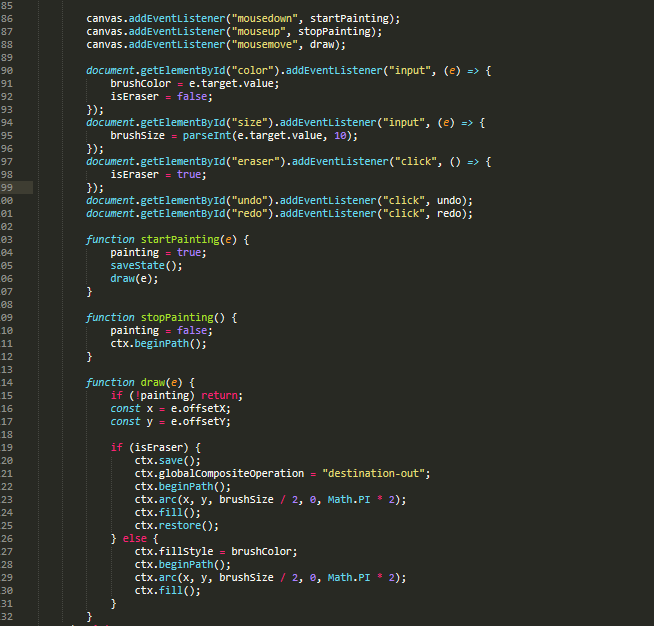 85
86 canvas.addEventListener("mousedown", startPainting);
87 canvas.addEventListener("mouseup", stopPainting);
88 canvas.addEventListener("mousemove", draw);
89
90 document.getElementById("color").addEventListener("input", (e) => {
91 brushColor = e.target.value;
92 isEraser = false;
93 });
94 document.getElementById("size").addEventListener("input", (e) => {
95 brushSize = parseInt(e.target.value, 10);
96 });
97 document.getElementById("eraser").addEventListener("click", () => {
98 isEraser = true;
99 });
00 document.getElementById("undo").addEventListener("click", undo);
01 document.getElementById("redo").addEventListener("click", redo);
02
03 function startPainting(e) {
04 painting = true;
05 saveState();
06 draw(e);
07 }
08
09 function stopPainting() {
10 painting = false;
11 ctx.beginPath();
12 }
13
14 function draw(e) {
15 if (!painting) return;
16 const x = e.offsetX;
17 const y = e.offsetY;
18
19 if (isEraser) {
20 ctx.save();
21 ctx.globalCompositeOperation = "destination-out";
22 ctx.beginPath();
23 ctx.arc(x, y, brushSize / 2, 0, Math.PI * 2);
24 ctx.fill();
25 ctx.restore();
26 } else {
27 ctx.fillStyle = brushColor;
28 ctx.beginPath();
29 ctx.arc(x, y, brushSize / 2, 0, Math.PI * 2);
30 ctx.fill();
31 }
32 }